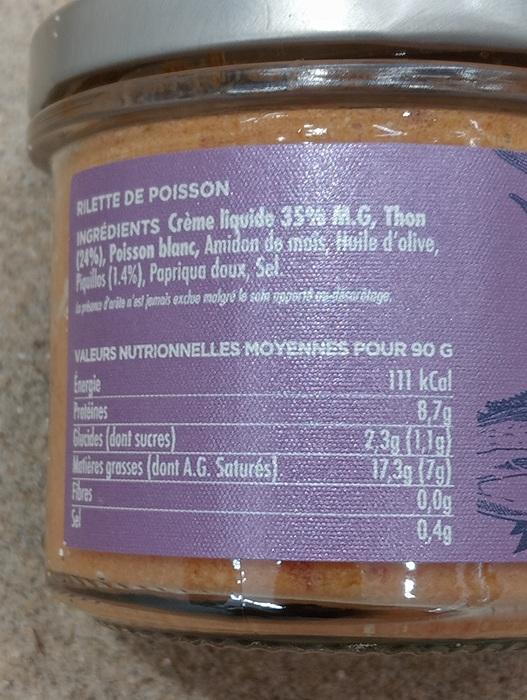 RILETTE DE POISSON
INGRÉDIENTS Crème liquide 35% M.G, Thon
(24%), Poisson blanc, Amidon de maïs, Huile d'olive,
Piquillos (1.4%), Papriqua doux, Sel.
La présence d'arête n'est jamais exclue malgré le soin apporté au désarêtage.
VALEURS NUTRITIONNELLES MOYENNES POUR 90 G
Énergie 111 kCal
Protéines 8,7g
Glucides (dont sucres) 2,3g (1,1g)
Matières grasses (dont A.G. Saturés) 17,3g (7g)
Fibres 0,0g
Sel 0,4g